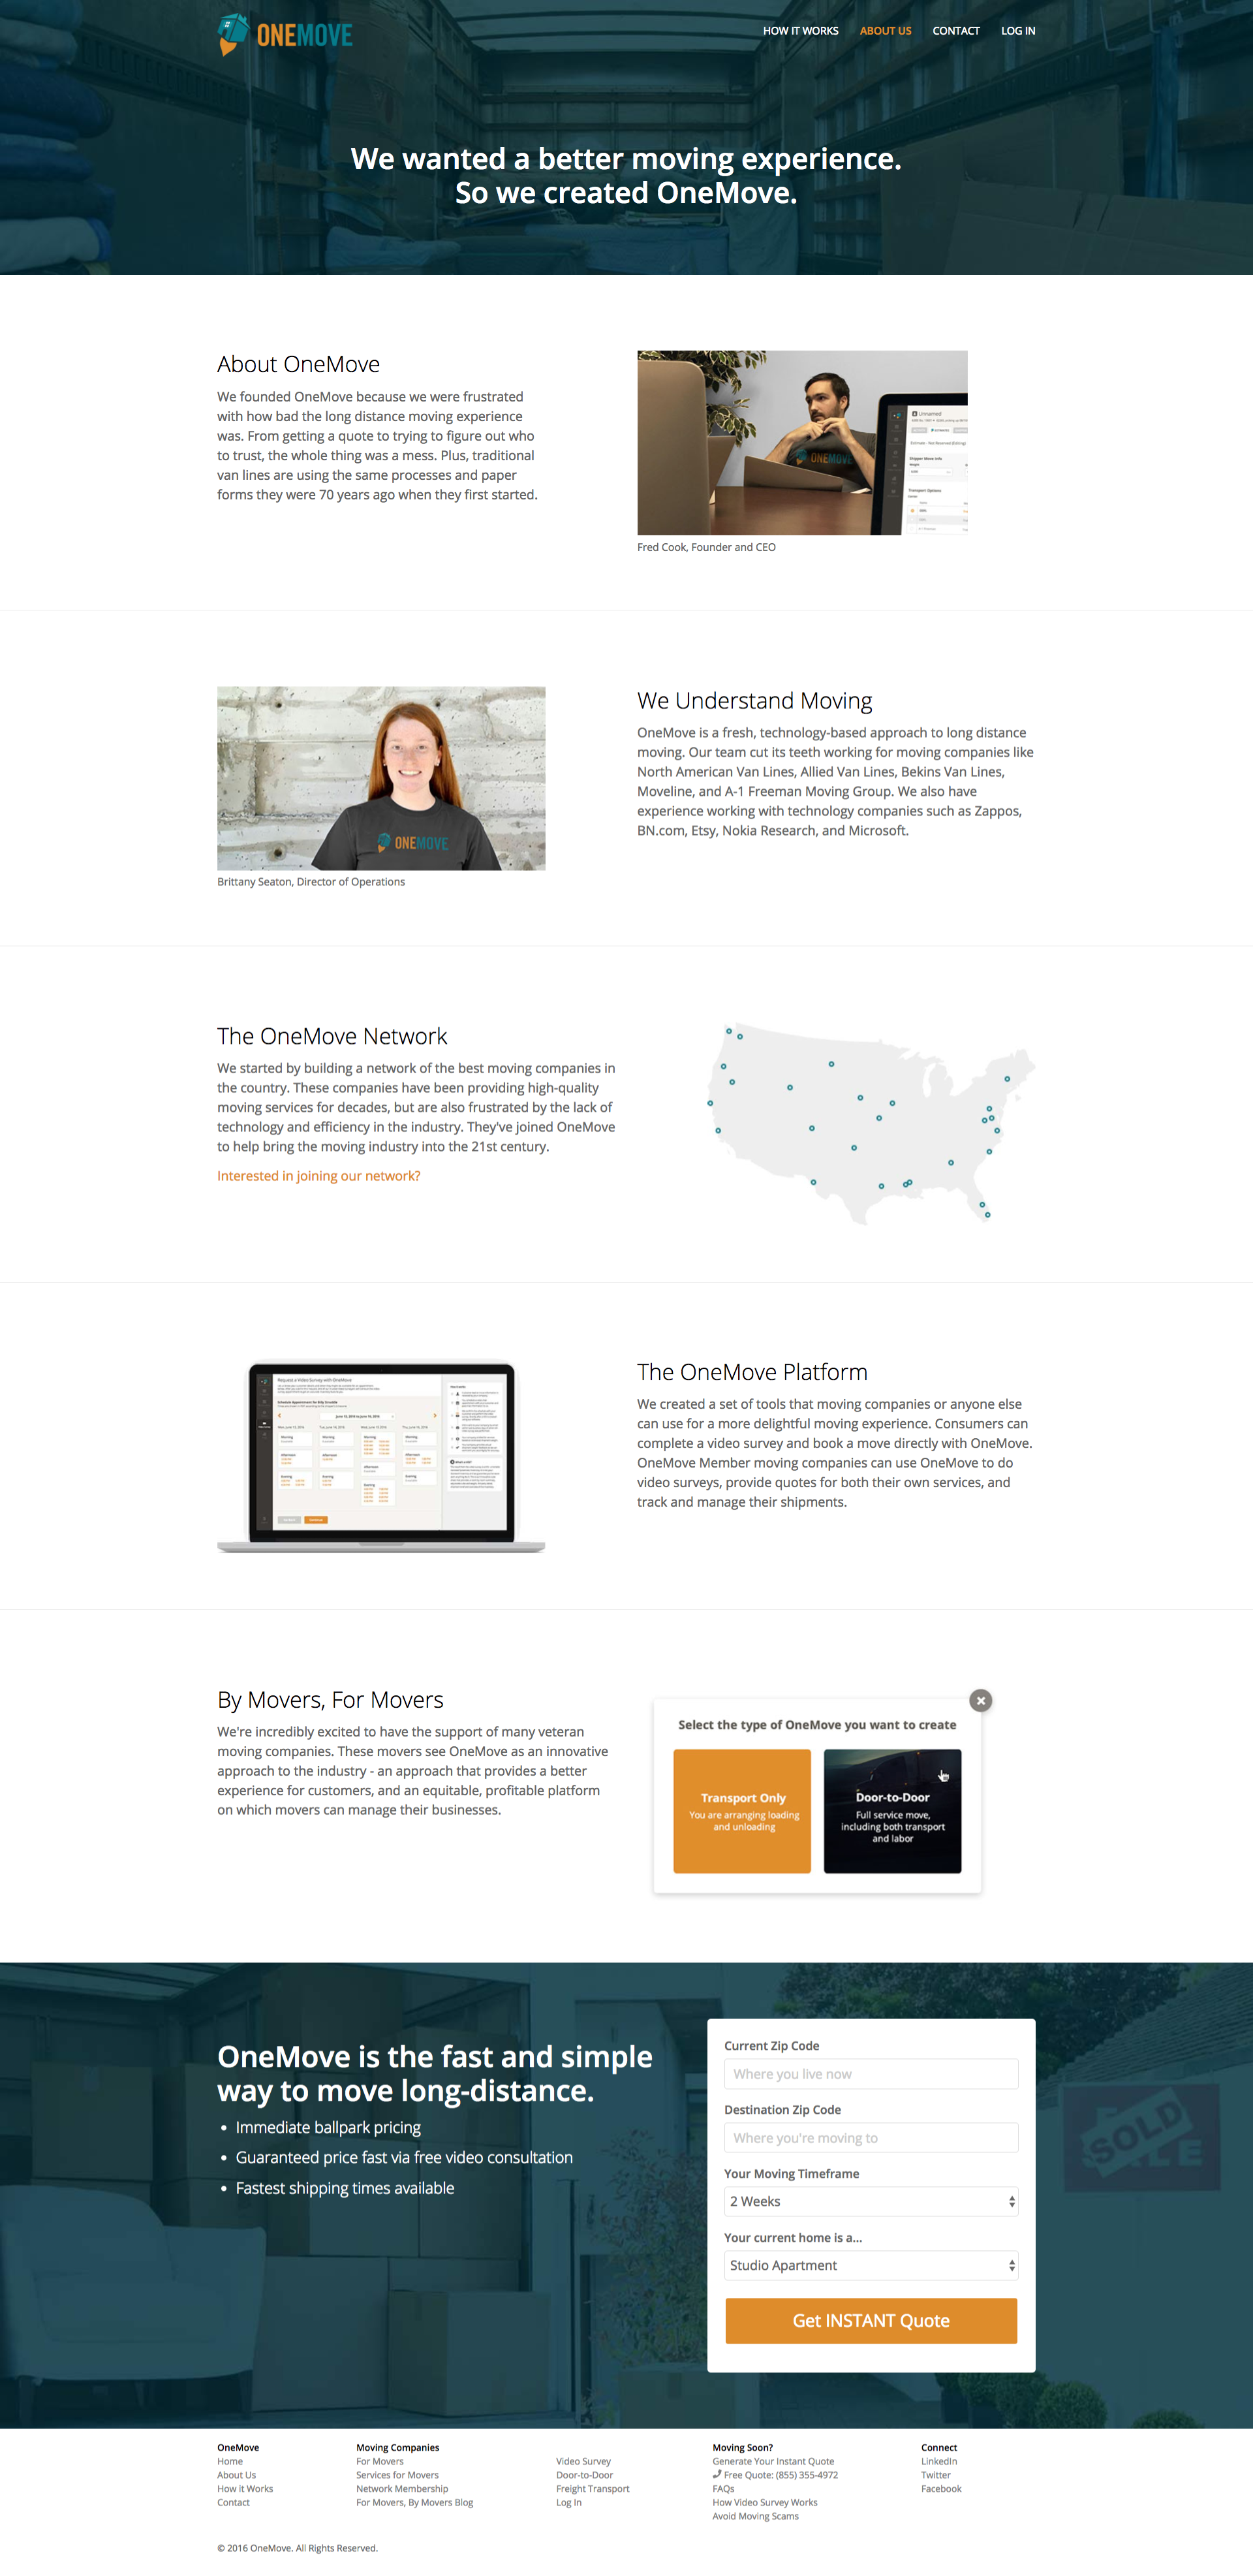 ONEMOVE
HOW IT WORKS
ABOUT US
CONTACT
LOG IN
We wanted a better moving experience.
So we created OneMove.
About OneMove
We founded OneMove because we were frustrated
with how bad the long distance moving experience
was. From getting a quote to trying to figure out who
to trust, the whole thing was a mess. Plus, traditional
van lines are using the same processes and paper
forms they were 70 years ago when they first started.
ONEMOVE
Unnamed
Fred Cook, Founder and CEO
ONEMOVE
Brittany Seaton, Director of Operations
We Understand Moving
OneMove is a fresh, technology-based approach to long distance
moving. Our team cut its teeth working for moving companies like
North American Van Lines, Allied Van Lines, Bekins Van Lines,
Moveline, and A-1 Freeman Moving Group. We also have
experience working with technology companies such as Zappos,
BN.com, Etsy, Nokia Research, and Microsoft.
The OneMove Network
We started by building a network of the best moving companies in
the country. These companies have been providing high-quality
moving services for decades, but are also frustrated by the lack of
technology and efficiency in the industry. They've joined OneMove
to help bring the moving industry into the 21st century.
Interested in joining our network?
Request a Video Survey with OneMove
The OneMove Platform
We created a set of tools that moving companies or anyone else
can use for a more delightful moving experience. Consumers can
complete a video survey and book a move directly with OneMove.
OneMove Member moving companies can use OneMove to do
video surveys, provide quotes for both their own services, and
track and manage their shipments.
By Movers, For Movers
We're incredibly excited to have the support of many veteran
moving companies. These movers see OneMove as an innovative
approach to the industry - an approach that provides a better
experience for customers, and an equitable, profitable platform
on which movers can manage their businesses.
Select the type of OneMove you want to create
Transport Only
You are arranging loading
and unloading
Door-to-Door
Full service move,
including both transport
and labor
OneMove is the fast and simple
way to move long-distance.
• Immediate ballpark pricing
• Guaranteed price fast via free video consultation
• Fastest shipping times available
Current Zip Code
Where you live now
Destination Zip Code
Where you're moving to
Your Moving Timeframe
2 Weeks
Your current home is a...
Studio Apartment
Get INSTANT Quote
SOLD
OneMove
Home
About Us
How it Works
Contact
Moving Companies
For Movers
Services for Movers
Network Membership
For Movers, By Movers Blog
Video Survey
Door-to-Door
Freight Transport
Log In
Moving Soon?
Generate Your Instant Quote
Free Quote: (855) 355-4972
FAQs
How Video Survey Works
Avoid Moving Scams
Connect
LinkedIn
Twitter
Facebook
© 2016 OneMove. All Rights Reserved.